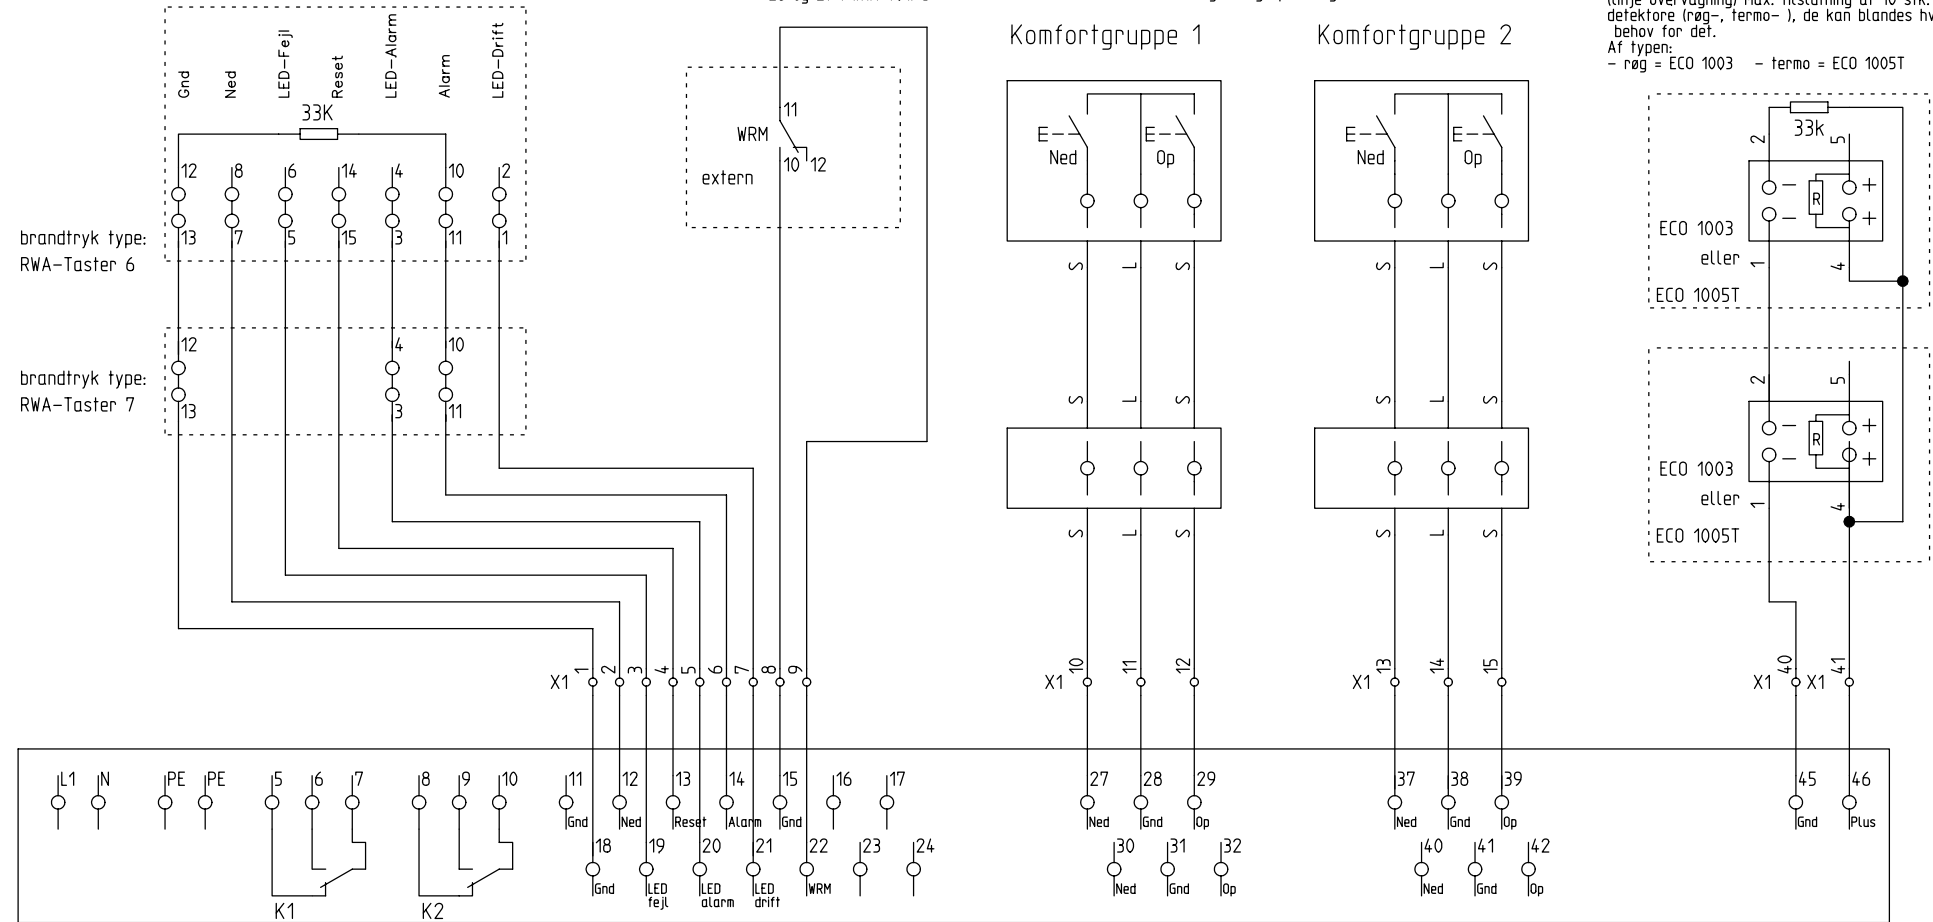 (linje overvågning) Max. tilslutning af 10 stk.
detektore (røg-, termo- ), de kan blandes hv
behov for det.
Af typen:
- røg = ECO 1003 - termo = ECO 1005T
Komfortgruppe 1
Komfortgruppe 2
Gnd
Ned
LED-Fejl
Reset
LED-Alarm
Alarm
LED-Drift
33K
12 8 6 14 4 10 2
13 7 5 15 3 11 1
brandtryk type:
RWA-Taster 6
12 4 10
13 3 11
brandtryk type:
RWA-Taster 7
11
WRM
10 12
extern
E Ned E Op
E Ned E Op
S L S
S L S
S L S
S L S
S L S
S L S
33k
2 5
- R +
- +
ECO 1003
eller
ECO 1005T
1 4
2 5
- R +
- +
ECO 1003
eller
ECO 1005T
1 4
X1 1 2 3 4 5 6 7 8 9
X1 10 11 12
X1 13 14 15
X1 40 X1 41
L1 N PE PE 5 6 7 8 9 10 11 12 13 14 15 16 17 27 28 29 37 38 39 45 46
Gnd Ned Reset Alarm Gnd Ned Gnd Op Ned Gnd Op Gnd Plus
18 19 20 21 22 23 24 30 31 32 40 41 42
Gnd LED fejl LED alarm LED drift WRM Ned Gnd Op Ned Gnd Op
K1 K2